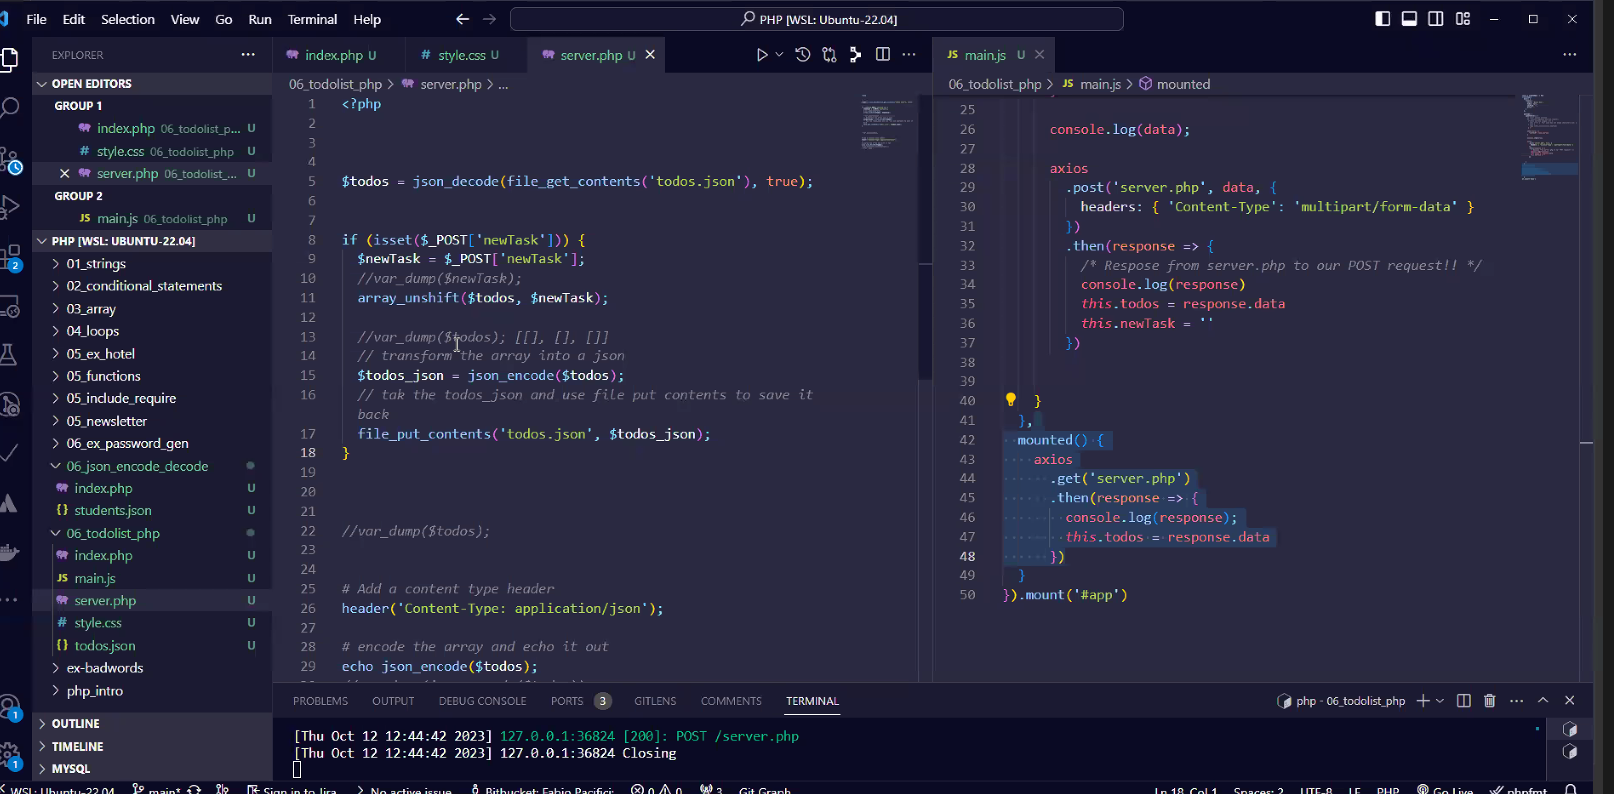 File Edit Selection View Go Run Terminal Help
PHP [WSL: Ubuntu-22.04]
EXPLORER
OPEN EDITORS
GROUP 1
index.php 06_todolist_p... U
style.css 06_todolist_php U
server.php 06_todolist_... U
GROUP 2
main.js 06_todolist_php U
PHP [WSL: UBUNTU-22.04]
01_strings
02_conditional_statements
03_array
04_loops
05_ex_hotel
05_functions
05_include_require
05_newsletter
06_ex_password_gen
06_json_encode_decode
index.php U
students.json U
06_todolist_php
index.php U
main.js U
server.php U
style.css U
todos.json U
ex-badwords
php_intro
OUTLINE
TIMELINE
MYSQL
2
1
1
index.php U
style.css U
server.php U
06_todolist_php > server.php > ...
1 <?php
2
3
4
5 $todos = json_decode(file_get_contents('todos.json'), true);
6
7
8 if (isset($_POST['newTask'])) {
9 $newTask = $_POST['newTask'];
10 //var_dump($newTask);
11 array_unshift($todos, $newTask);
12
13 //var_dump($todos); [[], [], []]
14 // transform the array into a json
15 $todos_json = json_encode($todos);
16 // tak the todos_json and use file put contents to save it
back
17 file_put_contents('todos.json', $todos_json);
18 }
19
20
21
22 //var_dump($todos);
23
24
25 # Add a content type header
26 header('Content-Type: application/json');
27
28 # encode the array and echo it out
29 echo json_encode($todos);
main.js U
06_todolist_php > main.js > mounted
25
26 console.log(data);
27
28 axios
29 .post('server.php', data, {
30 headers: { 'Content-Type': 'multipart/form-data' }
31 })
32 .then(response => {
33 /* Respose from server.php to our POST request!! */
34 console.log(response)
35 this.todos = response.data
36 this.newTask = ''
37 })
38
39
40 }
41 },
42 mounted() {
43 axios
44 .get('server.php')
45 .then(response => {
46 console.log(response);
47 this.todos = response.data
48 })
49 }
50 }).mount('#app')
PROBLEMS OUTPUT DEBUG CONSOLE PORTS 3 GITLENS COMMENTS TERMINAL
php - 06_todolist_php
[Thu Oct 12 12:44:42 2023] 127.0.0.1:36824 [200]: POST /server.php
[Thu Oct 12 12:44:42 2023] 127.0.0.1:36824 Closing
WSL: Ubuntu-22.04 main* Sign in to Jira No active issue Bitbucket: Fabio Pacifici: 0 0 3 Git Graph Ln 18, Col 1 Spaces: 2 UTF-8 LF PHP Go Live phpfmt